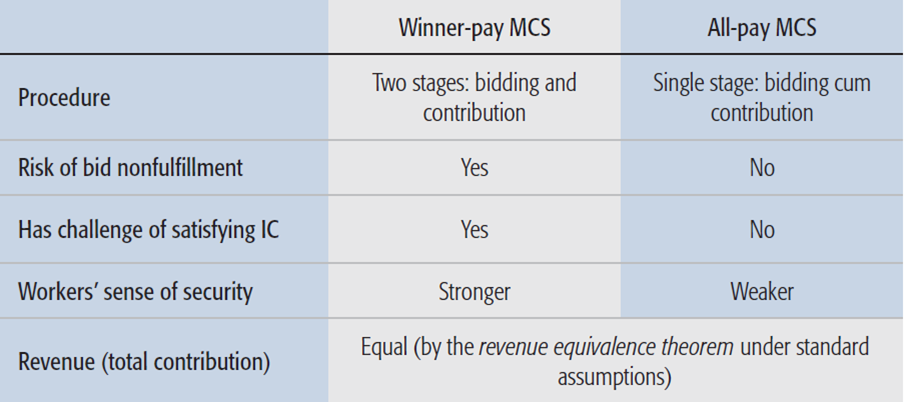 Winner-pay MCS
All-pay MCS
Procedure
Two stages: bidding and
contribution
Single stage: bidding cum
contribution
Risk of bid nonfulfillment
Yes
No
Has challenge of satisfying IC
Yes
No
Workers’ sense of security
Stronger
Weaker
Revenue (total contribution)
Equal (by the revenue equivalence theorem under standard
assumptions)